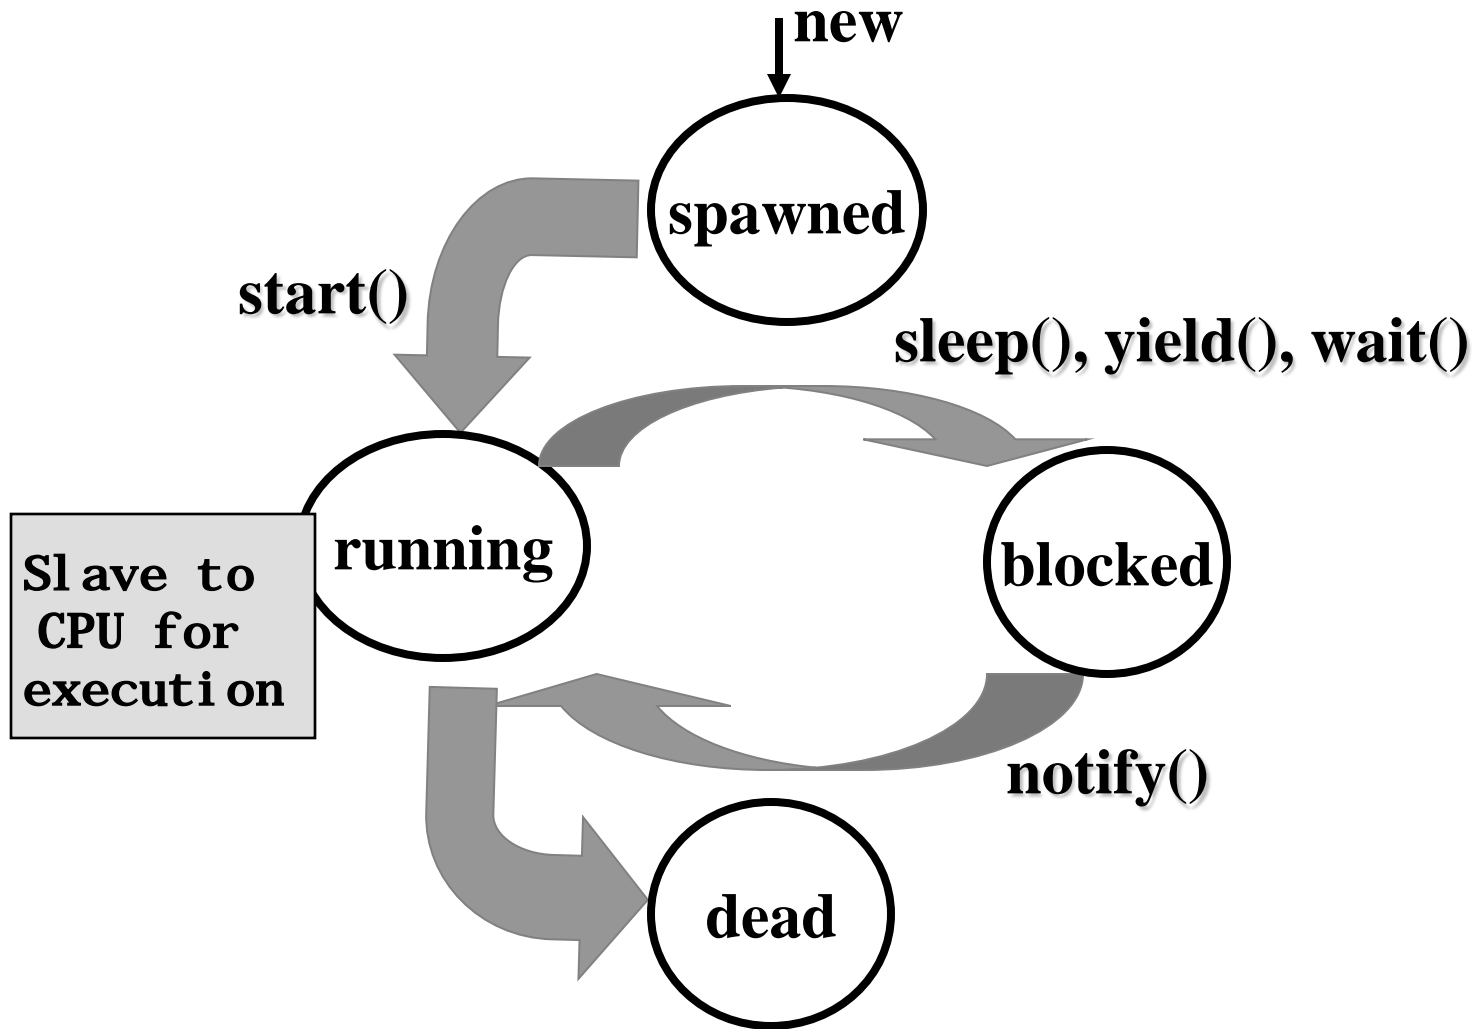 new
spawned
start()
sleep(), yield(), wait()
running
blocked
Slave to
CPU for
execution
notify()
dead